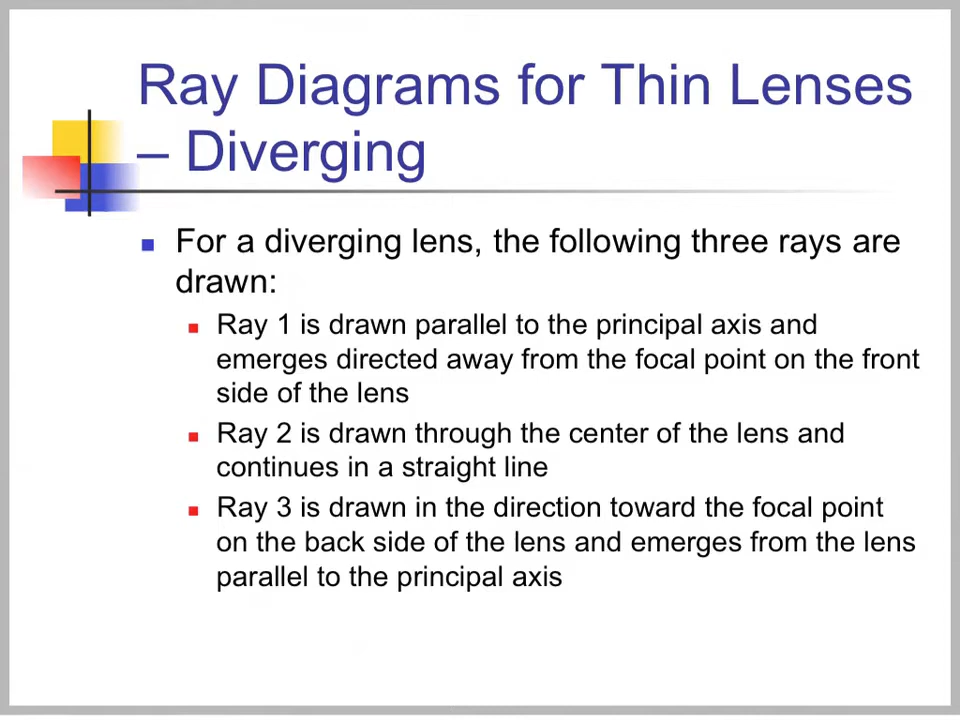 Ray Diagrams for Thin Lenses
– Diverging
For a diverging lens, the following three rays are
drawn:
Ray 1 is drawn parallel to the principal axis and
emerges directed away from the focal point on the front
side of the lens
Ray 2 is drawn through the center of the lens and
continues in a straight line
Ray 3 is drawn in the direction toward the focal point
on the back side of the lens and emerges from the lens
parallel to the principal axis